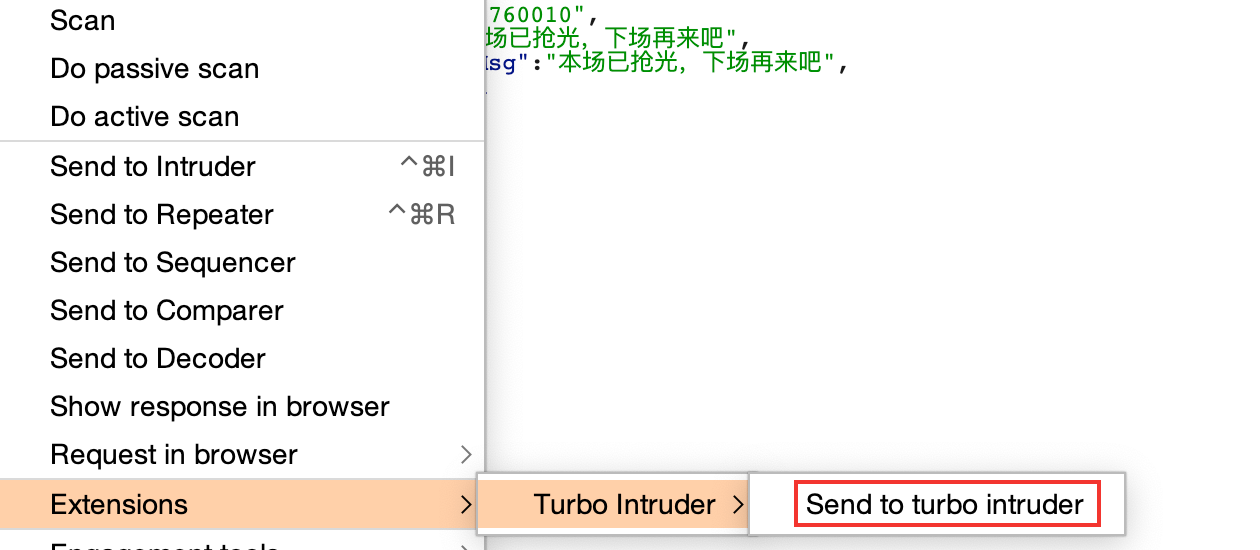 Scan
760010",
场已抢光，下场再来吧",
Do passive scan
sg":"本场已抢光，下场再来吧",
Do active scan
Send to Intruder ^⌘I
Send to Repeater ^⌘R
Send to Sequencer
Send to Comparer
Send to Decoder
Show response in browser
Request in browser >
Extensions >
Turbo Intruder >
Send to turbo intruder
Engagement tools >